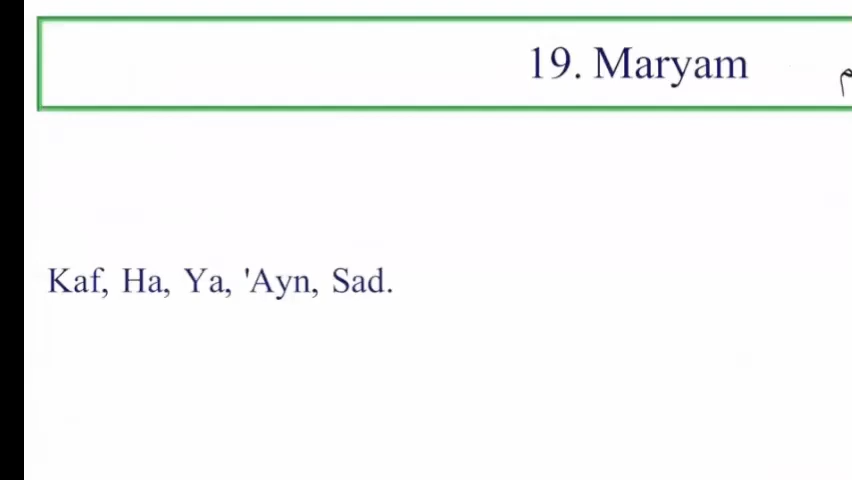 19. Maryam
Kaf, Ha, Ya, 'Ayn, Sad.